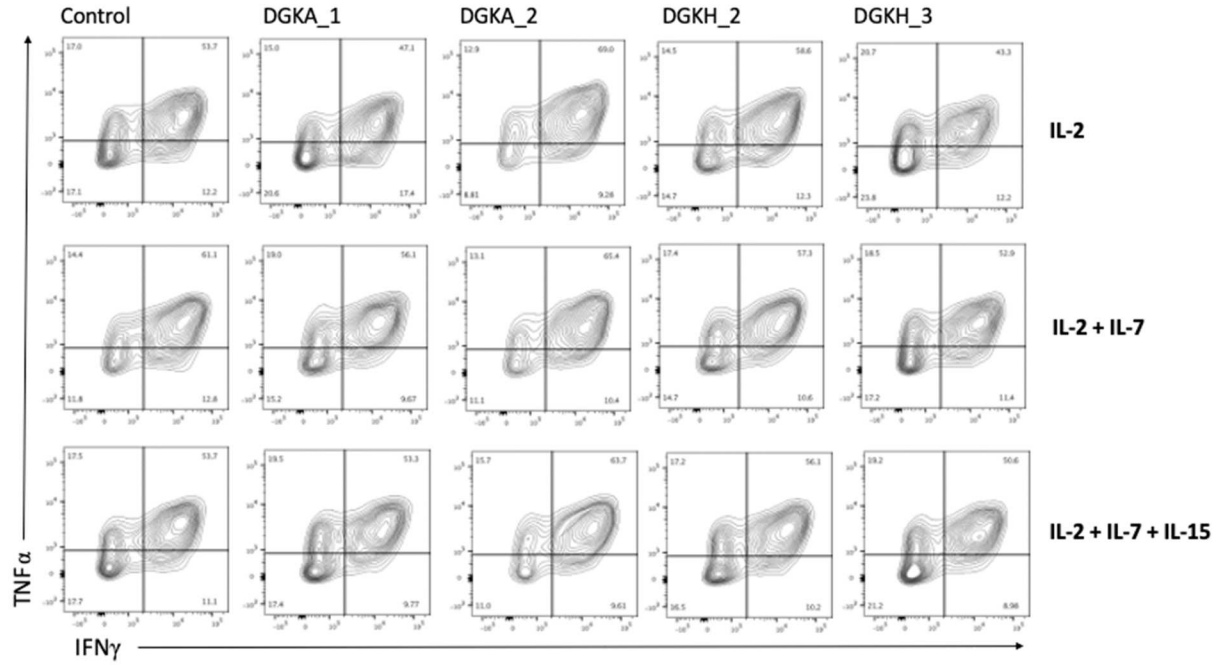 Control DGKA_1 DGKA_2 DGKH_2 DGKH_3
17.0 53.7 15.0 47.1 12.9 69.0 14.5 58.6 20.7 43.3
IL-2
17.1 12.2 20.6 17.4 8.81 9.28 14.7 12.3 23.8 12.2
14.4 61.1 19.0 56.1 13.1 65.4 17.4 57.3 18.5 52.9
IL-2 + IL-7
11.8 12.8 15.2 9.67 11.1 10.4 14.7 10.6 17.2 11.4
17.5 53.7 19.5 53.3 15.7 63.7 17.2 56.1 19.2 50.6
IL-2 + IL-7 + IL-15
17.7 11.1 17.4 9.77 11.0 9.61 16.5 10.2 21.2 8.98
TNFα
IFNγ